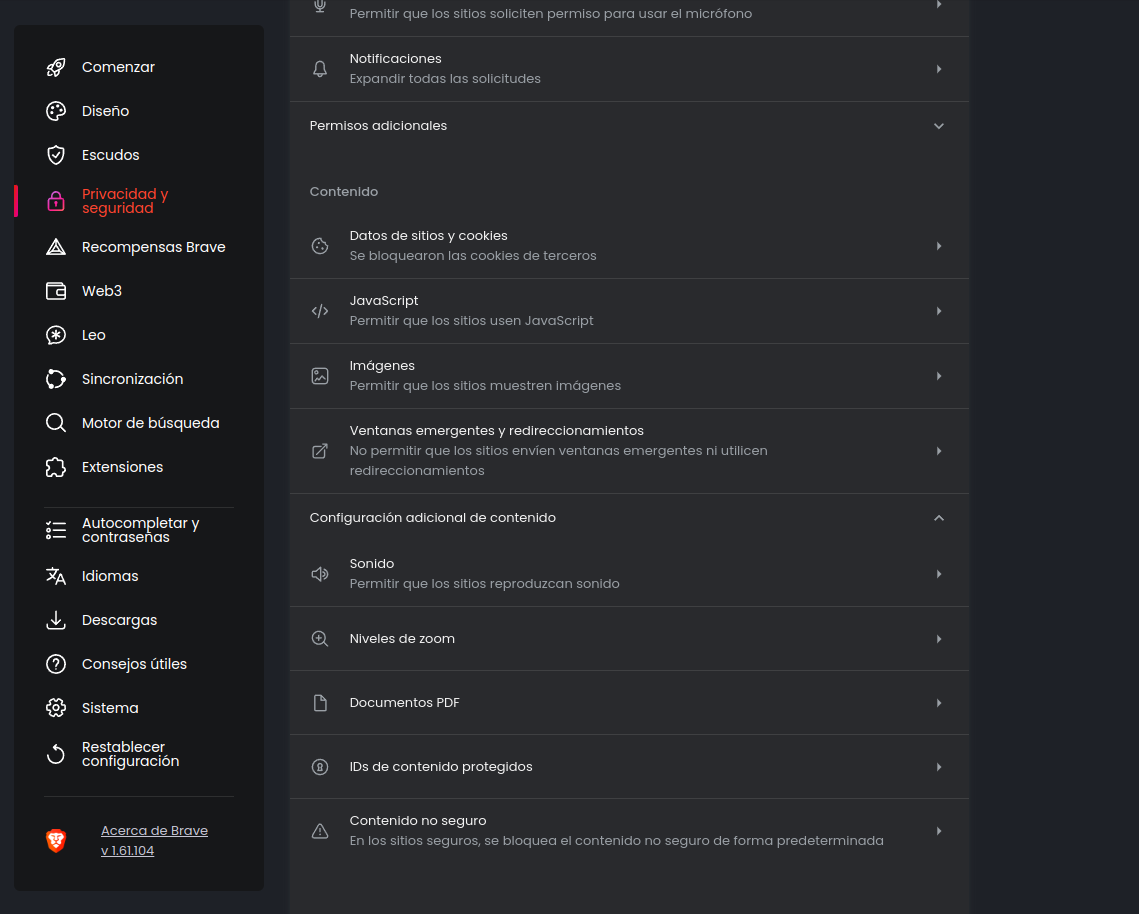 Comenzar
Diseño
Escudos
Privacidad y
seguridad
Recompensas Brave
Web3
Leo
Sincronización
Motor de búsqueda
Extensiones
Autocompletar y
contraseñas
Idiomas
Descargas
Consejos útiles
Sistema
Restablecer
configuración
Acerca de Brave
v 1.61.104
Permitir que los sitios soliciten permiso para usar el micrófono
Notificaciones
Expandir todas las solicitudes
Permisos adicionales
Contenido
Datos de sitios y cookies
Se bloquearon las cookies de terceros
JavaScript
Permitir que los sitios usen JavaScript
Imágenes
Permitir que los sitios muestren imágenes
Ventanas emergentes y redireccionamientos
No permitir que los sitios envíen ventanas emergentes ni utilicen
redireccionamientos
Configuración adicional de contenido
Sonido
Permitir que los sitios reproduzcan sonido
Niveles de zoom
Documentos PDF
IDs de contenido protegidos
Contenido no seguro
En los sitios seguros, se bloquea el contenido no seguro de forma predeterminada